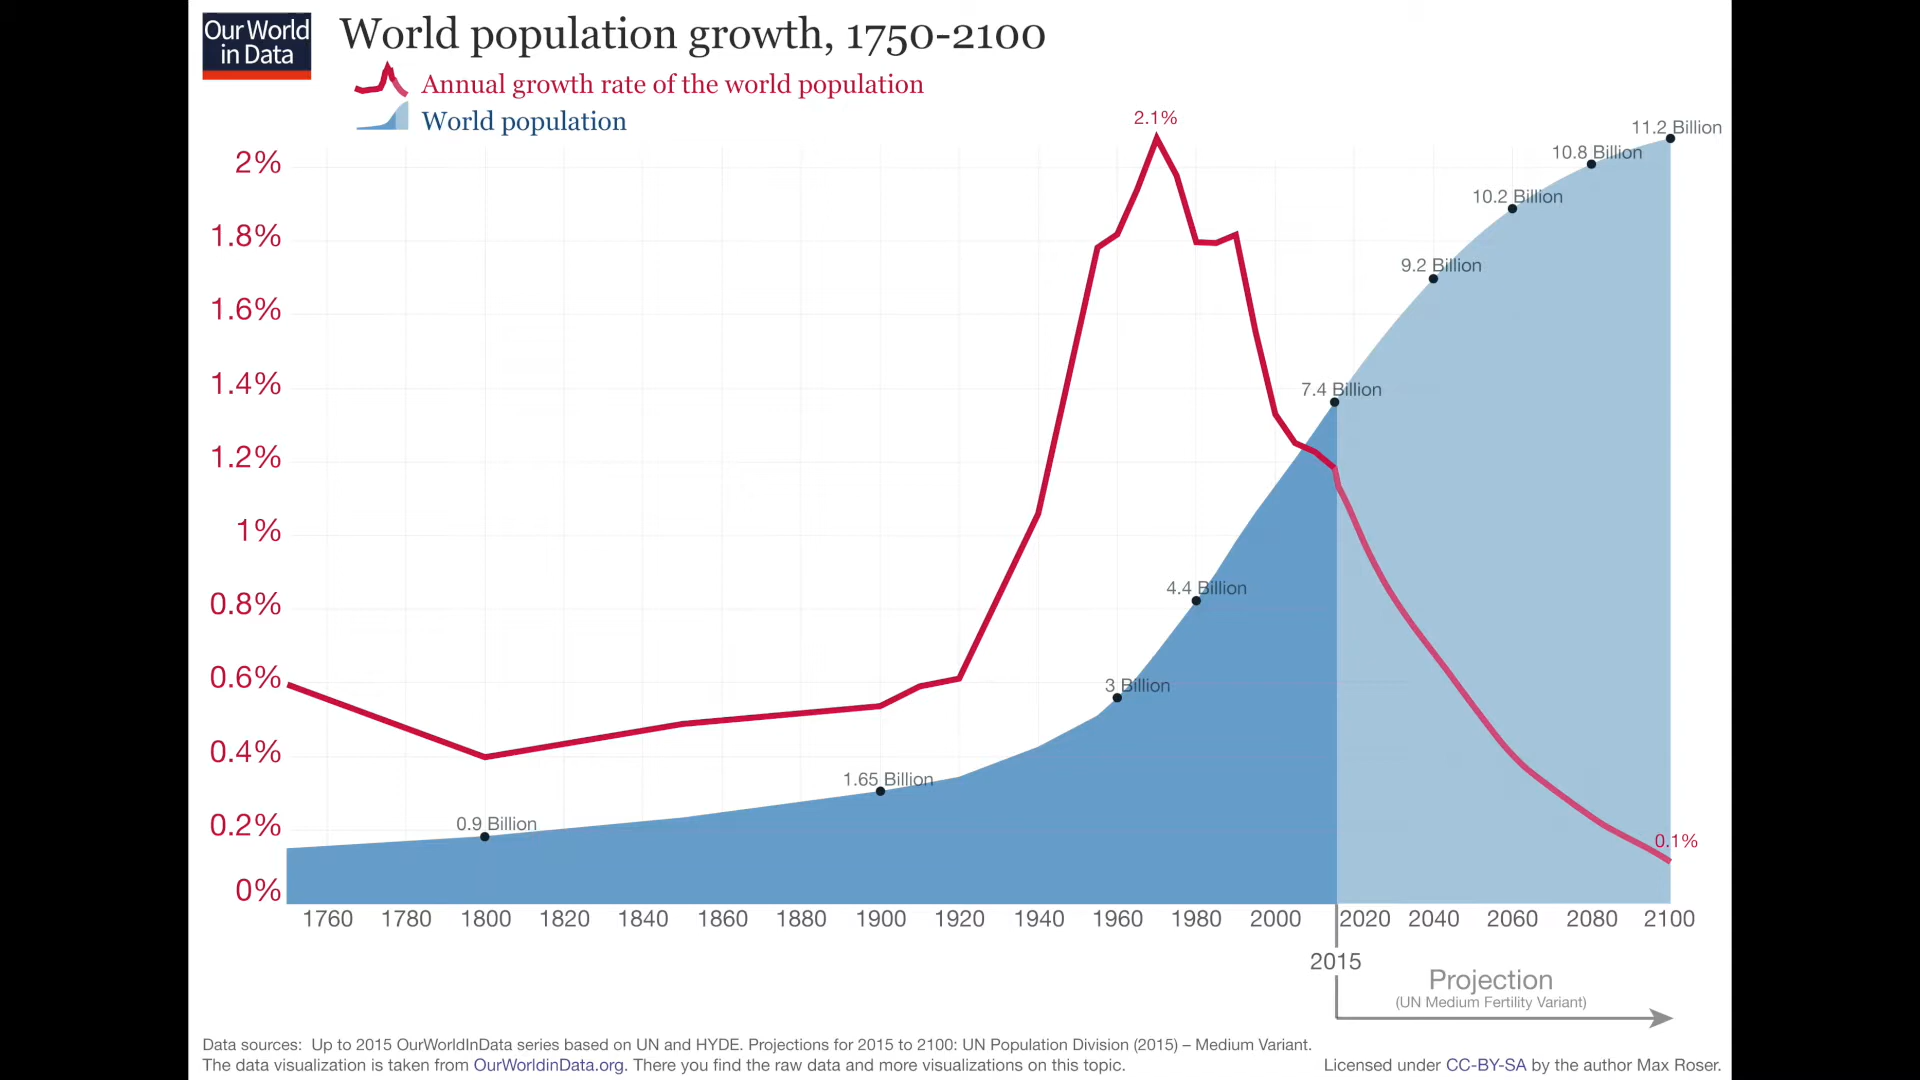 Our World
in Data
World population growth, 1750-2100
Annual growth rate of the world population
World population
2.1%
11.2 Billion
10.8 Billion
10.2 Billion
9.2 Billion
7.4 Billion
4.4 Billion
3 Billion
1.65 Billion
0.9 Billion
0.1%
2%
1.8%
1.6%
1.4%
1.2%
1%
0.8%
0.6%
0.4%
0.2%
0%
1760 1780 1800 1820 1840 1860 1880 1900 1920 1940 1960 1980 2000 2020 2040 2060 2080 2100
2015
Projection
(UN Medium Fertility Variant)
Data sources: Up to 2015 OurWorldInData series based on UN and HYDE. Projections for 2015 to 2100: UN Population Division (2015) – Medium Variant.
The data visualization is taken from OurWorldinData.org. There you find the raw data and more visualizations on this topic.
Licensed under CC-BY-SA by the author Max Roser.